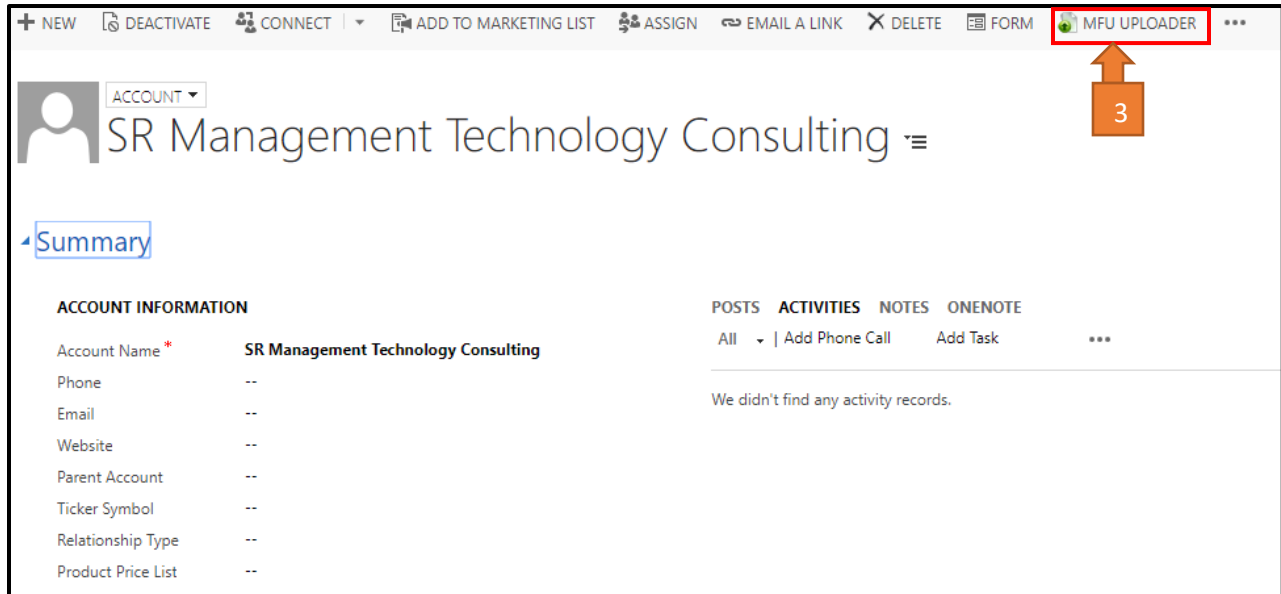 NEW DEACTIVATE CONNECT ADD TO MARKETING LIST ASSIGN EMAIL A LINK DELETE FORM MFU UPLOADER •••
3
ACCOUNT
SR Management Technology Consulting
Summary
ACCOUNT INFORMATION
Account Name * SR Management Technology Consulting
Phone --
Email --
Website --
Parent Account --
Ticker Symbol --
Relationship Type --
Product Price List --
POSTS ACTIVITIES NOTES ONENOTE
All | Add Phone Call Add Task •••
We didn't find any activity records.